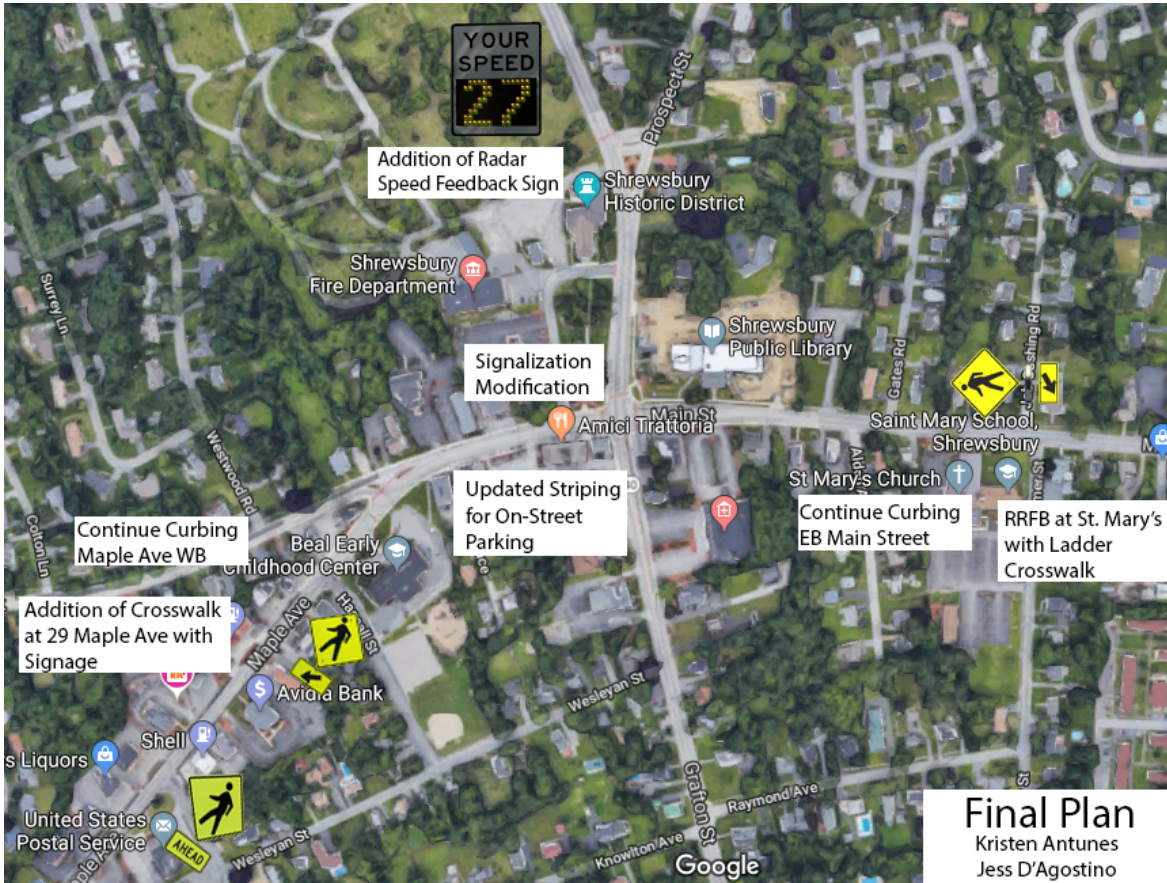 YOUR
SPEED
27
Prospect St
Addition of Radar
Speed Feedback Sign
Shrewsbury
Historic District
Shrewsbury
Fire Department
Surrey Ln
Shrewsbury
Public Library
Gates Rd
Signalization
Modification
Main St
Amici Trattoria
Saint Mary School,
Shrewsbury
Westwood Rd
St Mary's Church
Updated Striping
for On-Street
Parking
Continue Curbing
EB Main Street
RRFB at St. Mary's
with Ladder
Crosswalk
Colton Ln
Continue Curbing
Maple Ave WB
Beal Early
Childhood Center
Addition of Crosswalk
at 29 Maple Ave with
Signage
Maple Ave
Avidia Bank
Wesleyan St
Shell
s Liquors
United States
Postal Service
AHEAD
Wesleyan St
Grafton St
Raymond Ave
Knowlton Ave
St
Google
Final Plan
Kristen Antunes
Jess D'Agostino